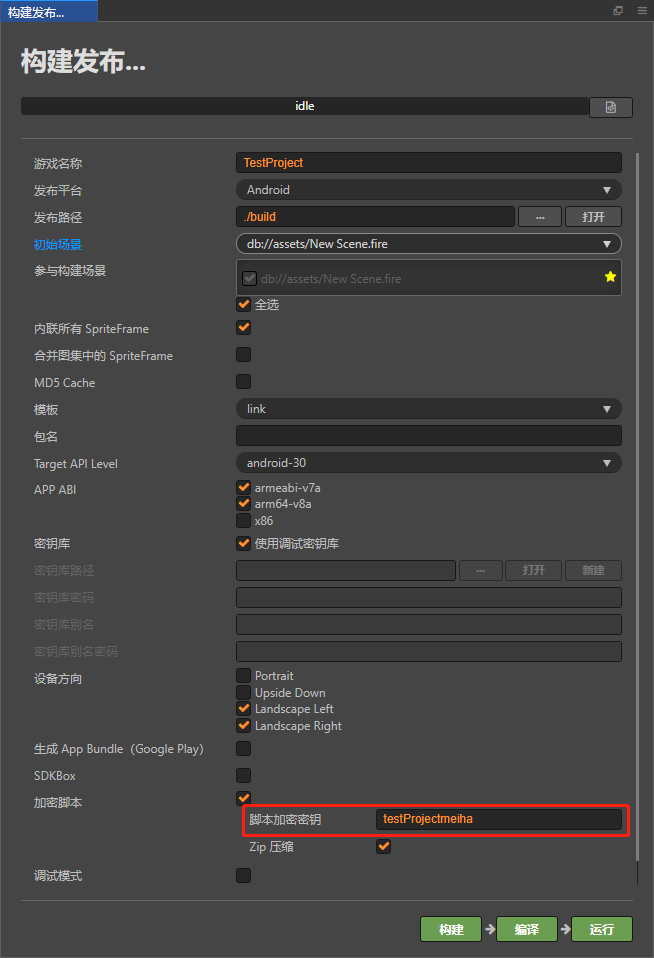 构建发布...
构建发布...
idle
游戏名称 TestProject
发布平台 Android
发布路径 ./build ... 打开
初始场景 db://assets/New Scene.fire
参与构建场景 db://assets/New Scene.fire
全选
内联所有 SpriteFrame
合并图集中的 SpriteFrame
MD5 Cache
模板 link
包名
Target API Level android-30
APP ABI armeabi-v7a
arm64-v8a
x86
密钥库 使用调试密钥库
密钥库路径 ... 打开 新建
密钥库密码
密钥库别名
密钥库别名密码
设备方向 Portrait
Upside Down
Landscape Left
Landscape Right
生成 App Bundle（Google Play）
SDKBox
加密脚本
脚本加密密钥 testProjectmeiha
Zip 压缩
调试模式
构建 编译 运行